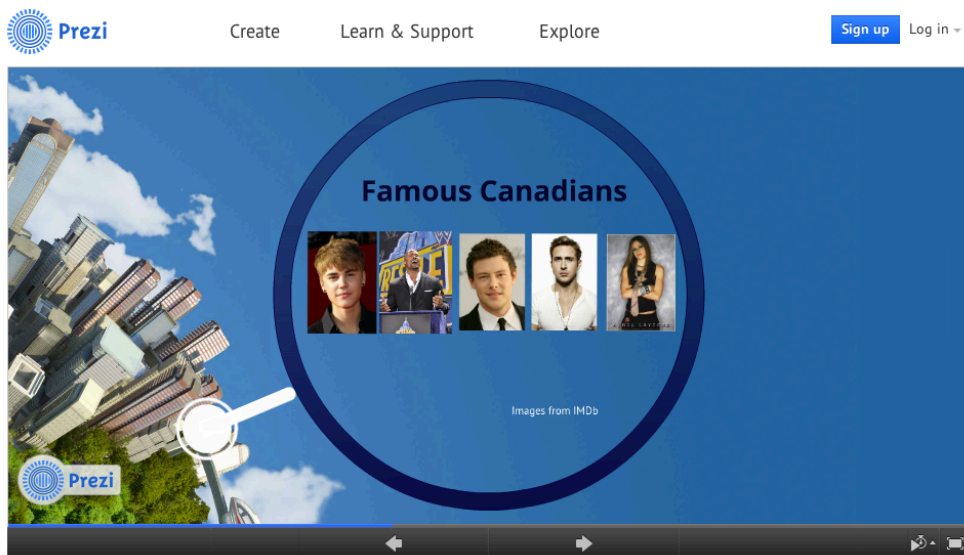 Prezi
Create
Learn & Support
Explore
Sign up
Log in
Famous Canadians
Images from IMDb
Prezi